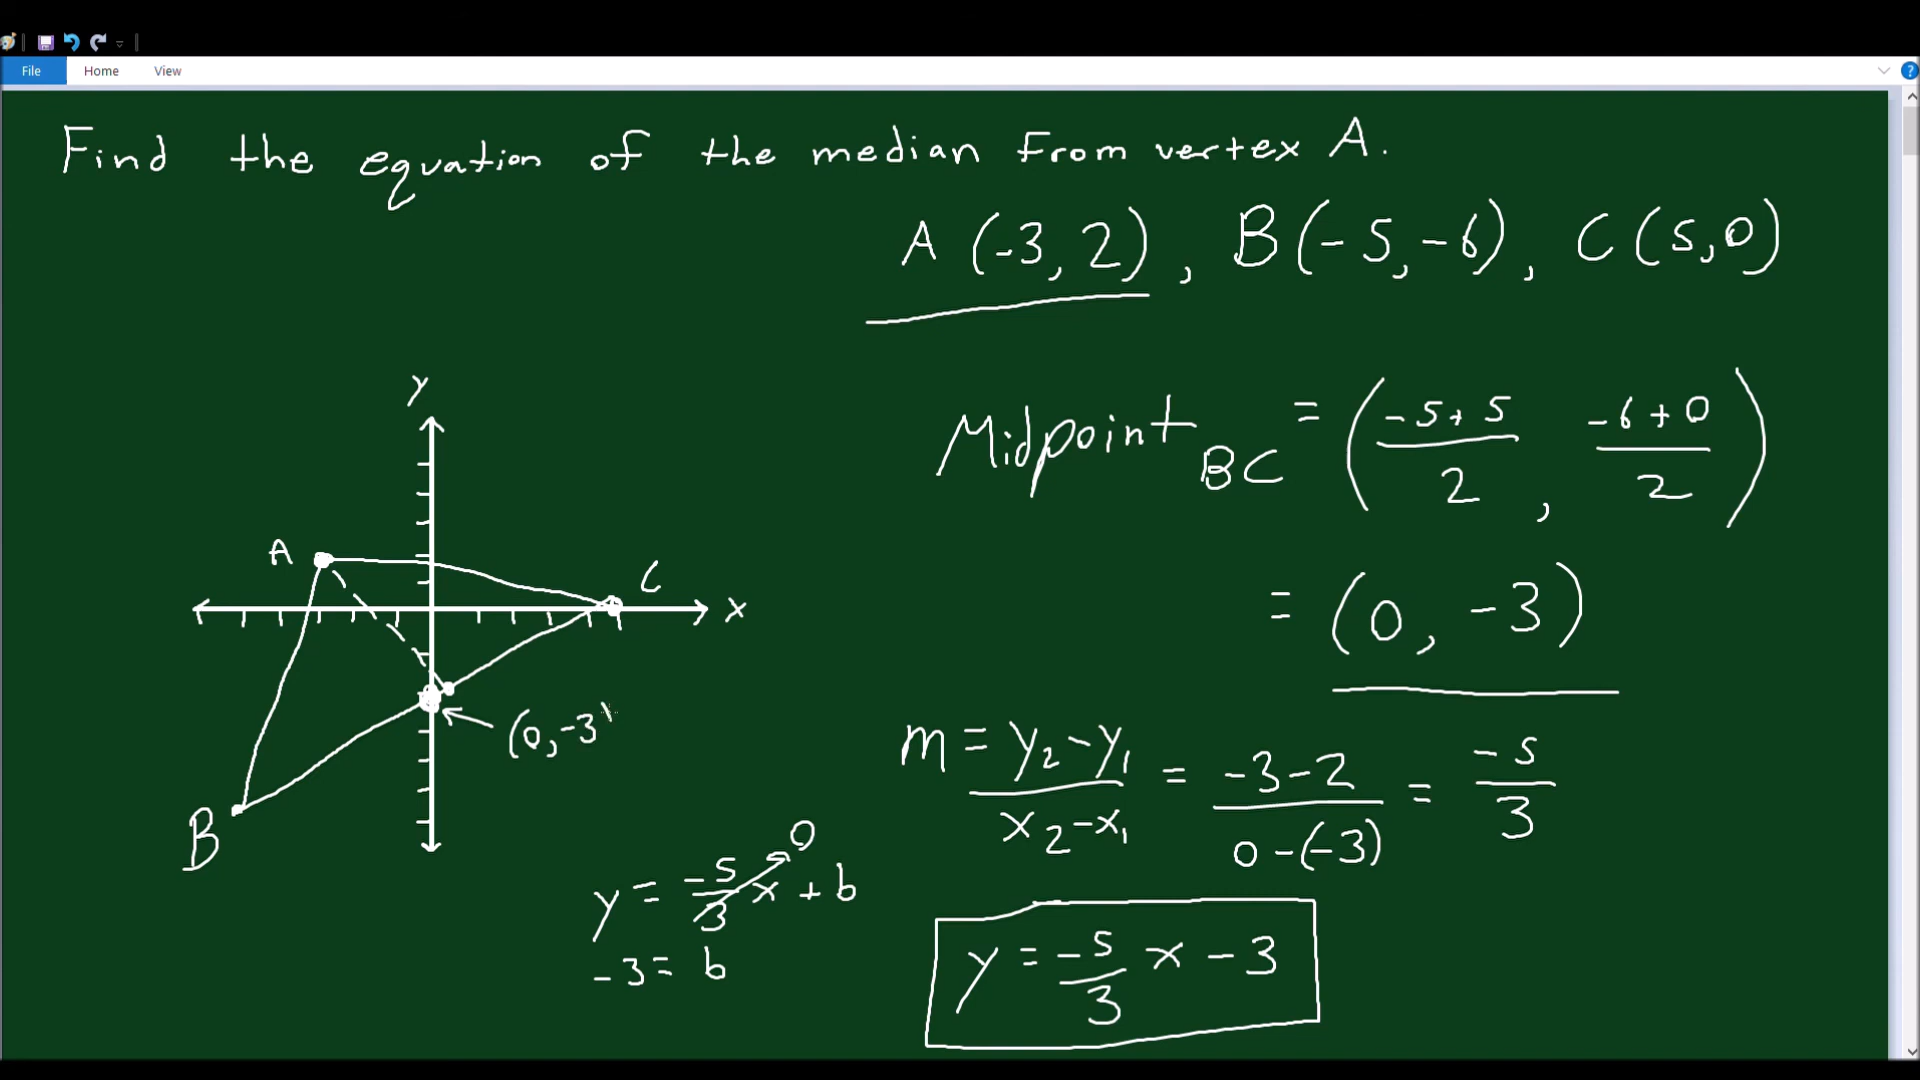 File Home View
Find the equation of the median from vertex A.
A (-3, 2), B(-5, -6), C(5, 0)
y
A
C
x
B
(0, -3)
Midpoint BC = (-5+5/2, -6+0/2)
= (0, -3)
m = y2-y1/x2-x1 = -3-2/0-(-3) = -5/3
0
y = -5/3 x + b
-3 = b
y = -5/3 x - 3